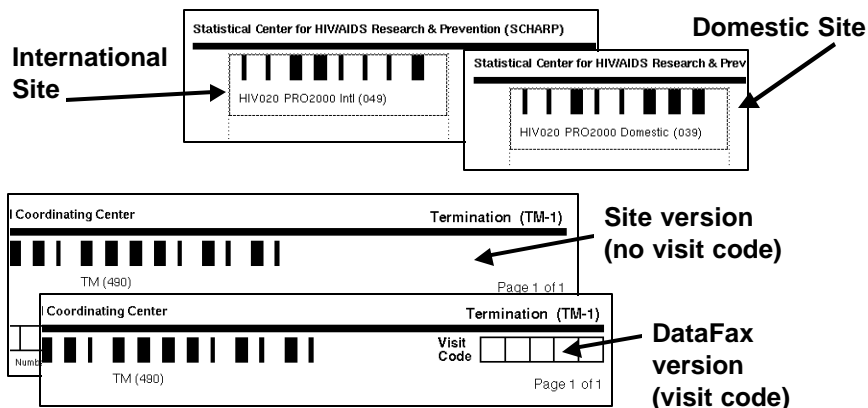 Statistical Center for HIV/AIDS Research & Prevention (SCHARP)
Domestic Site
International
Site
Statistical Center for HIV/AIDS Research & Prev
HIV020 PRO2000 Intl (049)
HIV020 PRO2000 Domestic (039)
l Coordinating Center
Termination (TM-1)
Site version
(no visit code)
TM (490)
Page 1 of 1
l Coordinating Center
Termination (TM-1)
Visit
Code
DataFax
version
(visit code)
Numb
TM (490)
Page 1 of 1